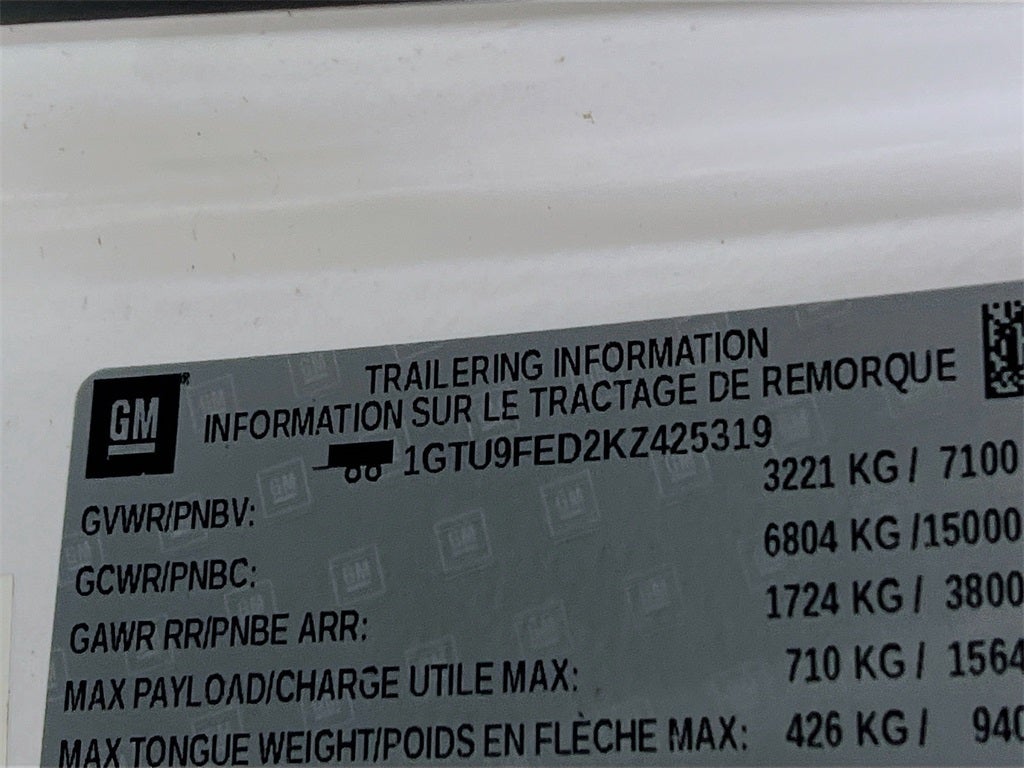 GM
TRAILERING INFORMATION
INFORMATION SUR LE TRACTAGE DE REMORQUE
1GTU9FED2KZ425319
GVWR/PNBV: 3221 KG / 7100
GCWR/PNBC: 6804 KG /15000
GAWR RR/PNBE ARR: 1724 KG / 3800
MAX PAYLOAD/CHARGE UTILE MAX: 710 KG / 1564
MAX TONGUE WEIGHT/POIDS EN FLÈCHE MAX: 426 KG / 940